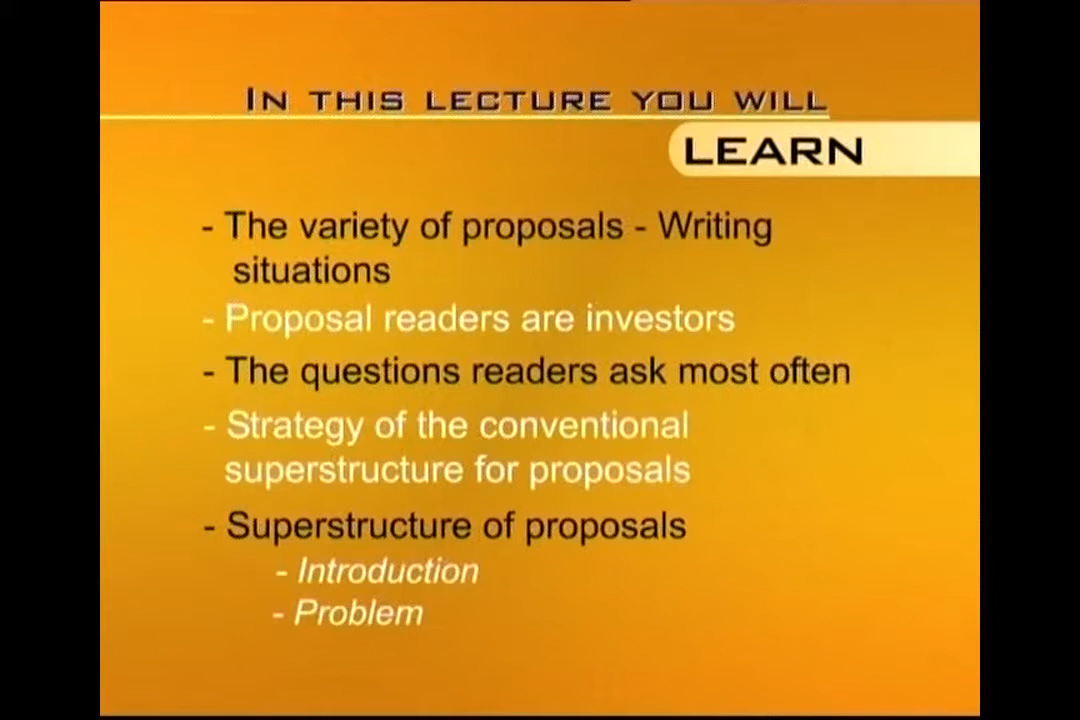 IN THIS LECTURE YOU WILL
LEARN
- The variety of proposals - Writing
situations
- Proposal readers are investors
- The questions readers ask most often
- Strategy of the conventional
superstructure for proposals
- Superstructure of proposals
- Introduction
- Problem